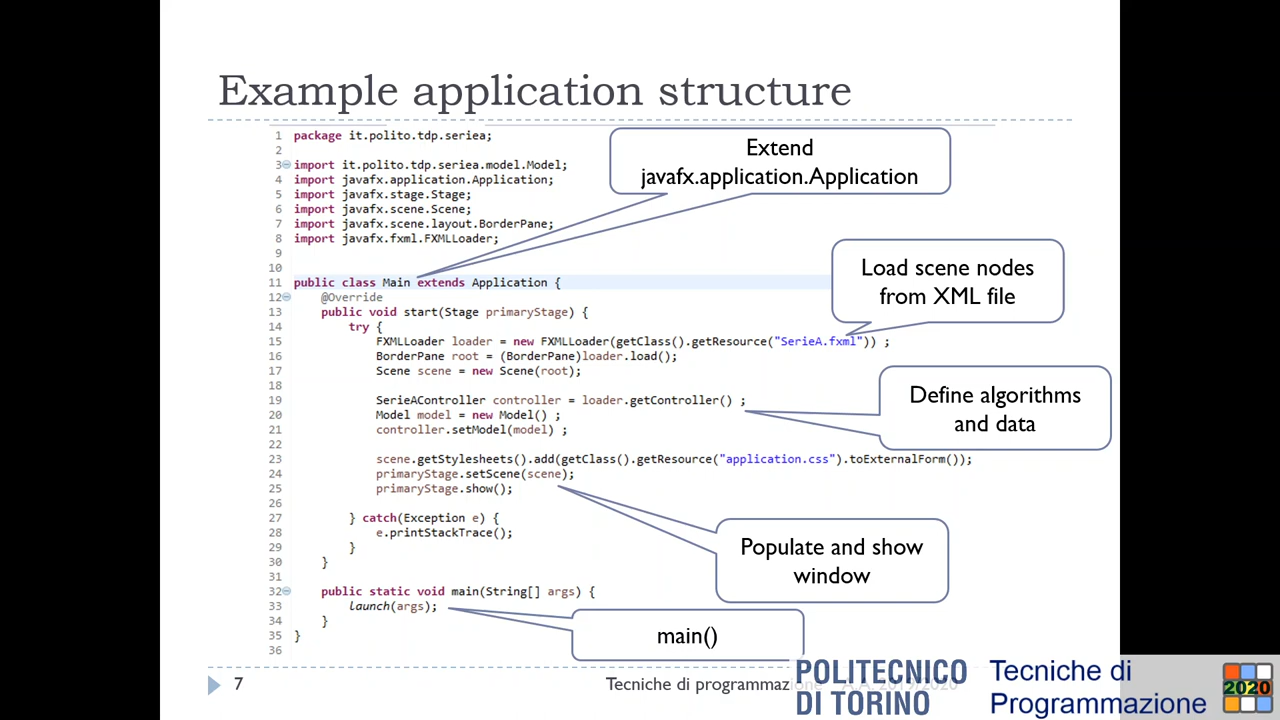 Example application structure
1 package it.polito.tdp.seriea;
2
3 import it.polito.tdp.seriea.model.Model;
4 import javafx.application.Application;
5 import javafx.stage.Stage;
6 import javafx.scene.Scene;
7 import javafx.scene.layout.BorderPane;
8 import javafx.fxml.FXMLLoader;
9
10
11 public class Main extends Application {
12 @Override
13 public void start(Stage primaryStage) {
14 try {
15 FXMLLoader loader = new FXMLLoader(getClass().getResource("SerieA.fxml")) ;
16 BorderPane root = (BorderPane)loader.load();
17 Scene scene = new Scene(root);
18
19 SerieAController controller = loader.getController() ;
20 Model model = new Model() ;
21 controller.setModel(model) ;
22
23 scene.getStylesheets().add(getClass().getResource("application.css").toExternalForm());
24 primaryStage.setScene(scene);
25 primaryStage.show();
26
27 } catch(Exception e) {
28 e.printStackTrace();
29 }
30 }
31
32 public static void main(String[] args) {
33 launch(args);
34 }
35 }
36
Extend
javafx.application.Application
Load scene nodes
from XML file
Define algorithms
and data
Populate and show
window
main()
7
Tecniche di programmazione A.A. 2019/2020
POLITECNICO
DI TORINO
Tecniche di
Programmazione
2020